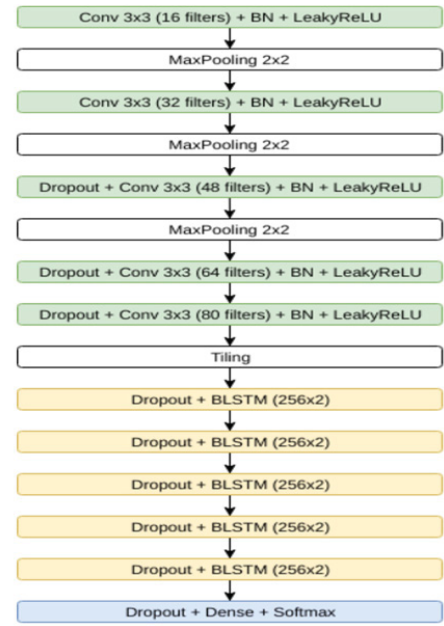 Conv 3x3 (16 filters) + BN + LeakyReLU
MaxPooling 2x2
Conv 3x3 (32 filters) + BN + LeakyReLU
MaxPooling 2x2
Dropout + Conv 3x3 (48 filters) + BN + LeakyReLU
MaxPooling 2x2
Dropout + Conv 3x3 (64 filters) + BN + LeakyReLU
Dropout + Conv 3x3 (80 filters) + BN + LeakyReLU
Tiling
Dropout + BLSTM (256x2)
Dropout + BLSTM (256x2)
Dropout + BLSTM (256x2)
Dropout + BLSTM (256x2)
Dropout + BLSTM (256x2)
Dropout + Dense + Softmax